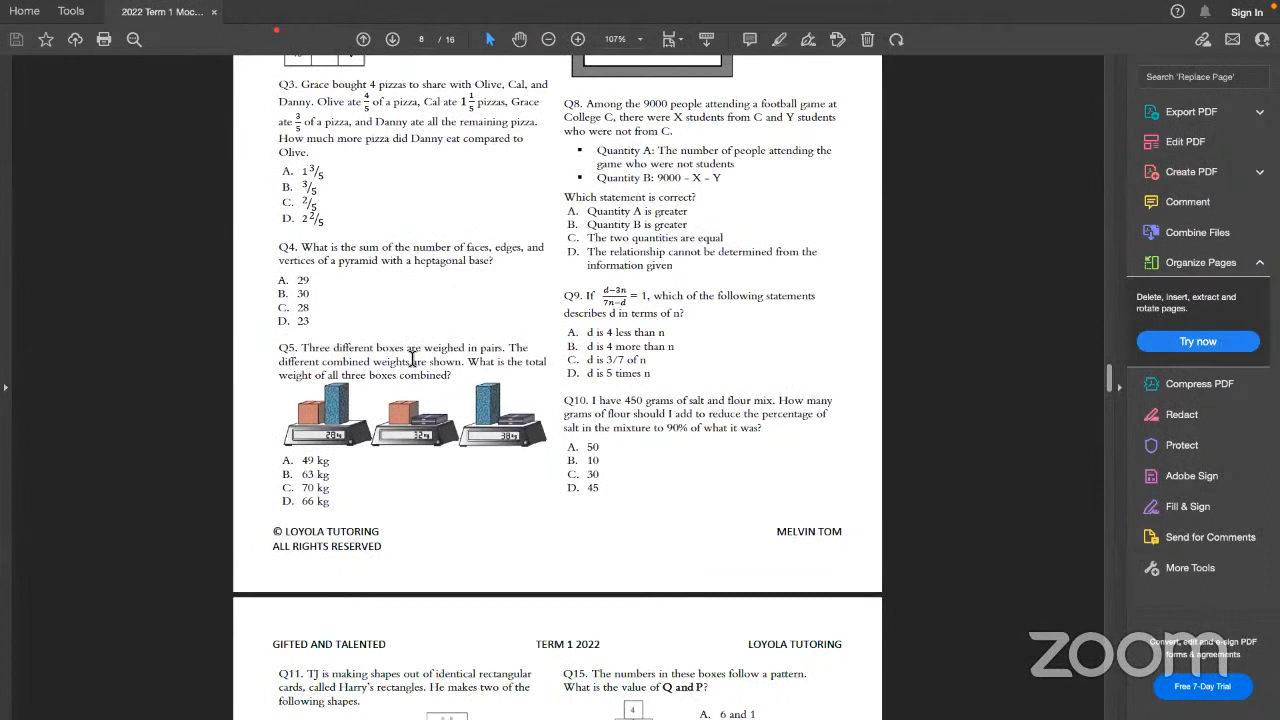 Home
Tools
2022 Term 1 Moc...
Sign In
8 / 16
107%
Q3. Grace bought 4 pizzas to share with Olive, Cal, and
Danny. Olive ate 4/5 of a pizza, Cal ate 1 1/5 pizzas, Grace
ate 3/5 of a pizza, and Danny ate all the remaining pizza.
How much more pizza did Danny eat compared to
Olive.
A. 1 3/5
B. 3/5
C. 2/5
D. 2 2/5
Q4. What is the sum of the number of faces, edges, and
vertices of a pyramid with a heptagonal base?
A. 29
B. 30
C. 28
D. 23
Q5. Three different boxes are weighed in pairs. The
different combined weights are shown. What is the total
weight of all three boxes combined?
28kg
32kg
38kg
A. 49 kg
B. 63 kg
C. 70 kg
D. 66 kg
Q8. Among the 9000 people attending a football game at
College C, there were X students from C and Y students
who were not from C.
▪ Quantity A: The number of people attending the
game who were not students
▪ Quantity B: 9000 - X - Y
Which statement is correct?
A. Quantity A is greater
B. Quantity B is greater
C. The two quantities are equal
D. The relationship cannot be determined from the
information given
Q9. If d-3n/7n-d = 1, which of the following statements
describes d in terms of n?
A. d is 4 less than n
B. d is 4 more than n
C. d is 3/7 of n
D. d is 5 times n
Q10. I have 450 grams of salt and flour mix. How many
grams of flour should I add to reduce the percentage of
salt in the mixture to 90% of what it was?
A. 50
B. 10
C. 30
D. 45
© LOYOLA TUTORING
ALL RIGHTS RESERVED
MELVIN TOM
GIFTED AND TALENTED
TERM 1 2022
LOYOLA TUTORING
Q11. TJ is making shapes out of identical rectangular
cards, called Harry's rectangles. He makes two of the
following shapes.
Q15. The numbers in these boxes follow a pattern.
What is the value of Q and P?
4
A. 6 and 1
Search 'Replace Page'
Export PDF
Edit PDF
Create PDF
Comment
Combine Files
Organize Pages
Delete, insert, extract and
rotate pages.
Try now
Compress PDF
Redact
Protect
Adobe Sign
Fill & Sign
Send for Comments
More Tools
Convert, edit and e-sign PDF
forms & agreements
Free 7-Day Trial
zoom